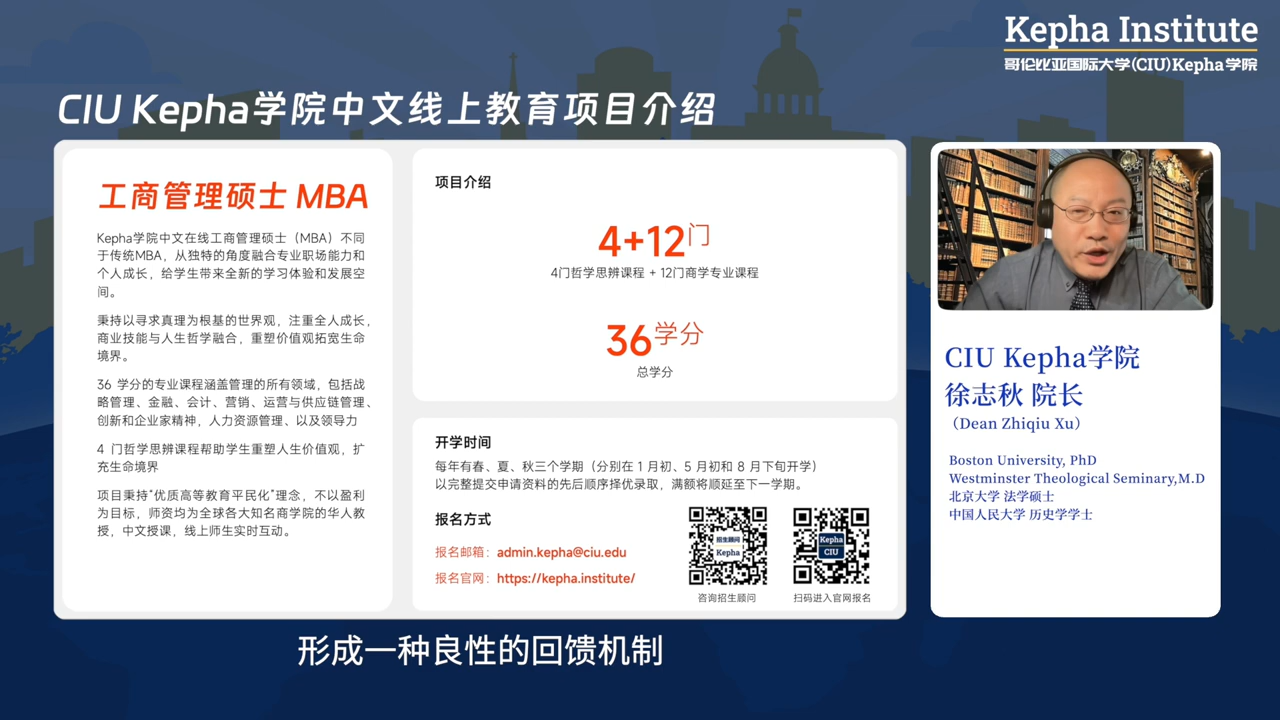 Kepha Institute
哥伦比亚国际大学(CIU)Kepha学院
CIU Kepha学院中文线上教育项目介绍
工商管理硕士 MBA
Kepha学院中文在线工商管理硕士（MBA）不同
于传统MBA，从独特的角度融合专业职场能力和
个人成长，给学生带来全新的学习体验和发展空
间。
秉持以寻求真理为根基的世界观，注重全人成长，
商业技能与人生哲学融合，重塑价值观拓宽生命
境界。
36 学分的专业课程涵盖管理的所有领域，包括战
略管理、金融、会计、营销、运营与供应链管理、
创新和企业家精神，人力资源管理、以及领导力
4 门哲学思辨课程帮助学生重塑人生价值观，扩
充生命境界
项目秉持“优质高等教育平民化”理念，不以盈利
为目标，师资均为全球各大知名商学院的华人教
授，中文授课，线上师生实时互动。
项目介绍
4+12门
4门哲学思辨课程 + 12门商学专业课程
36学分
总学分
开学时间
每年有春、夏、秋三个学期（分别在 1 月初、5 月初和 8 月下旬开学）
以完整提交申请资料的先后顺序择优录取，满额将顺延至下一学期。
报名方式
报名邮箱：admin.kepha@ciu.edu
报名官网：https://kepha.institute/
招生顾问
Kepha
咨询招生顾问
Kepha
CIU
扫码进入官网报名
CIU Kepha学院
徐志秋 院长
（Dean Zhiqiu Xu）
Boston University, PhD
Westminster Theological Seminary,M.D
北京大学 法学硕士
中国人民大学 历史学学士
形成一种良性的回馈机制